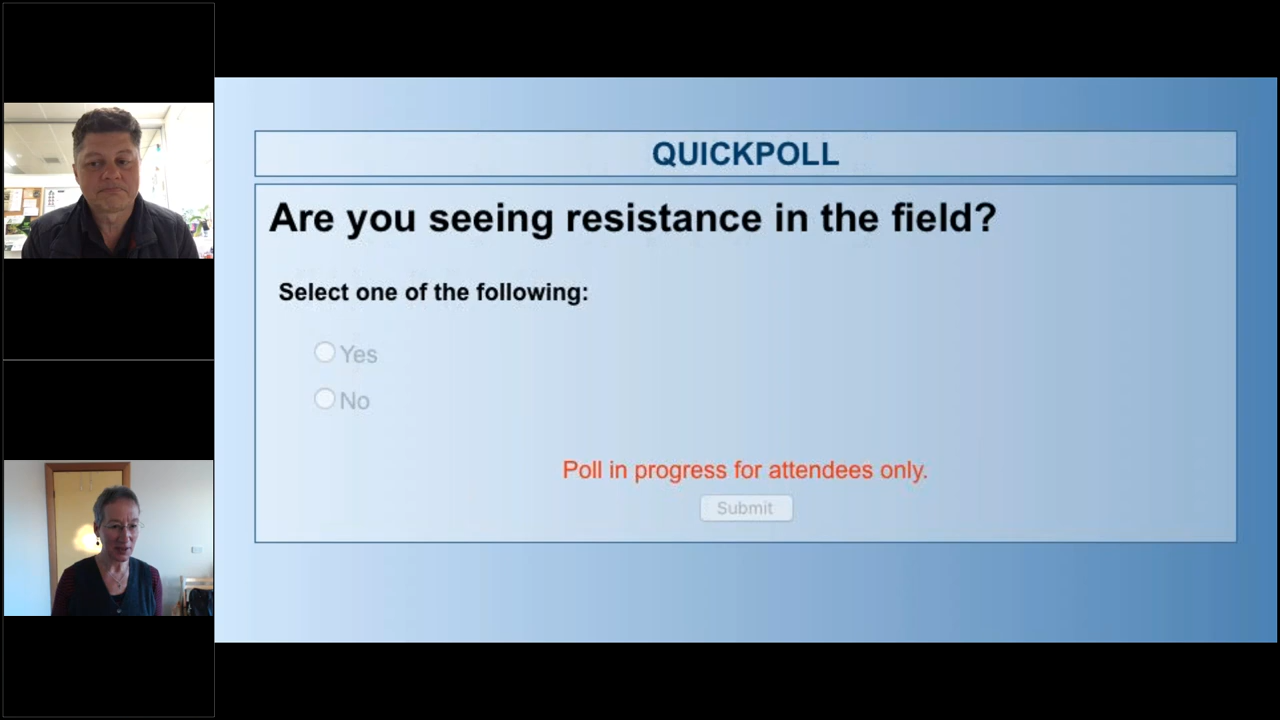 QUICKPOLL
Are you seeing resistance in the field?
Select one of the following:
Yes
No
Poll in progress for attendees only.
Submit